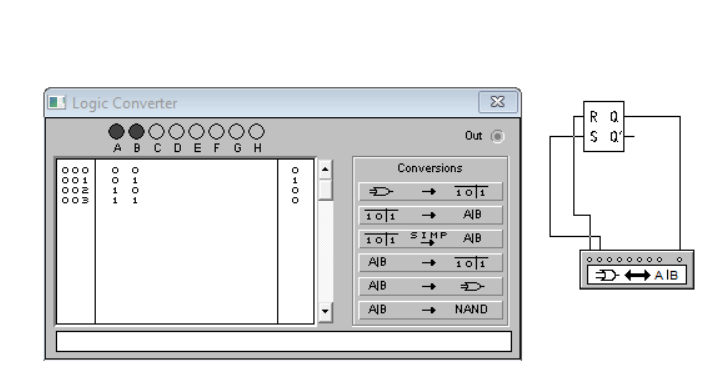 Logic Converter
Out
A B C D E F G H
000 0 0 0
001 0 1 1
002 1 0 0
003 1 1 0
Conversions
→ 1 0 1
1 0 1 → A|B
1 0 1 SIMP → A|B
A|B → 1 0 1
A|B →
A|B → NAND
R Q
S Q'
A|B